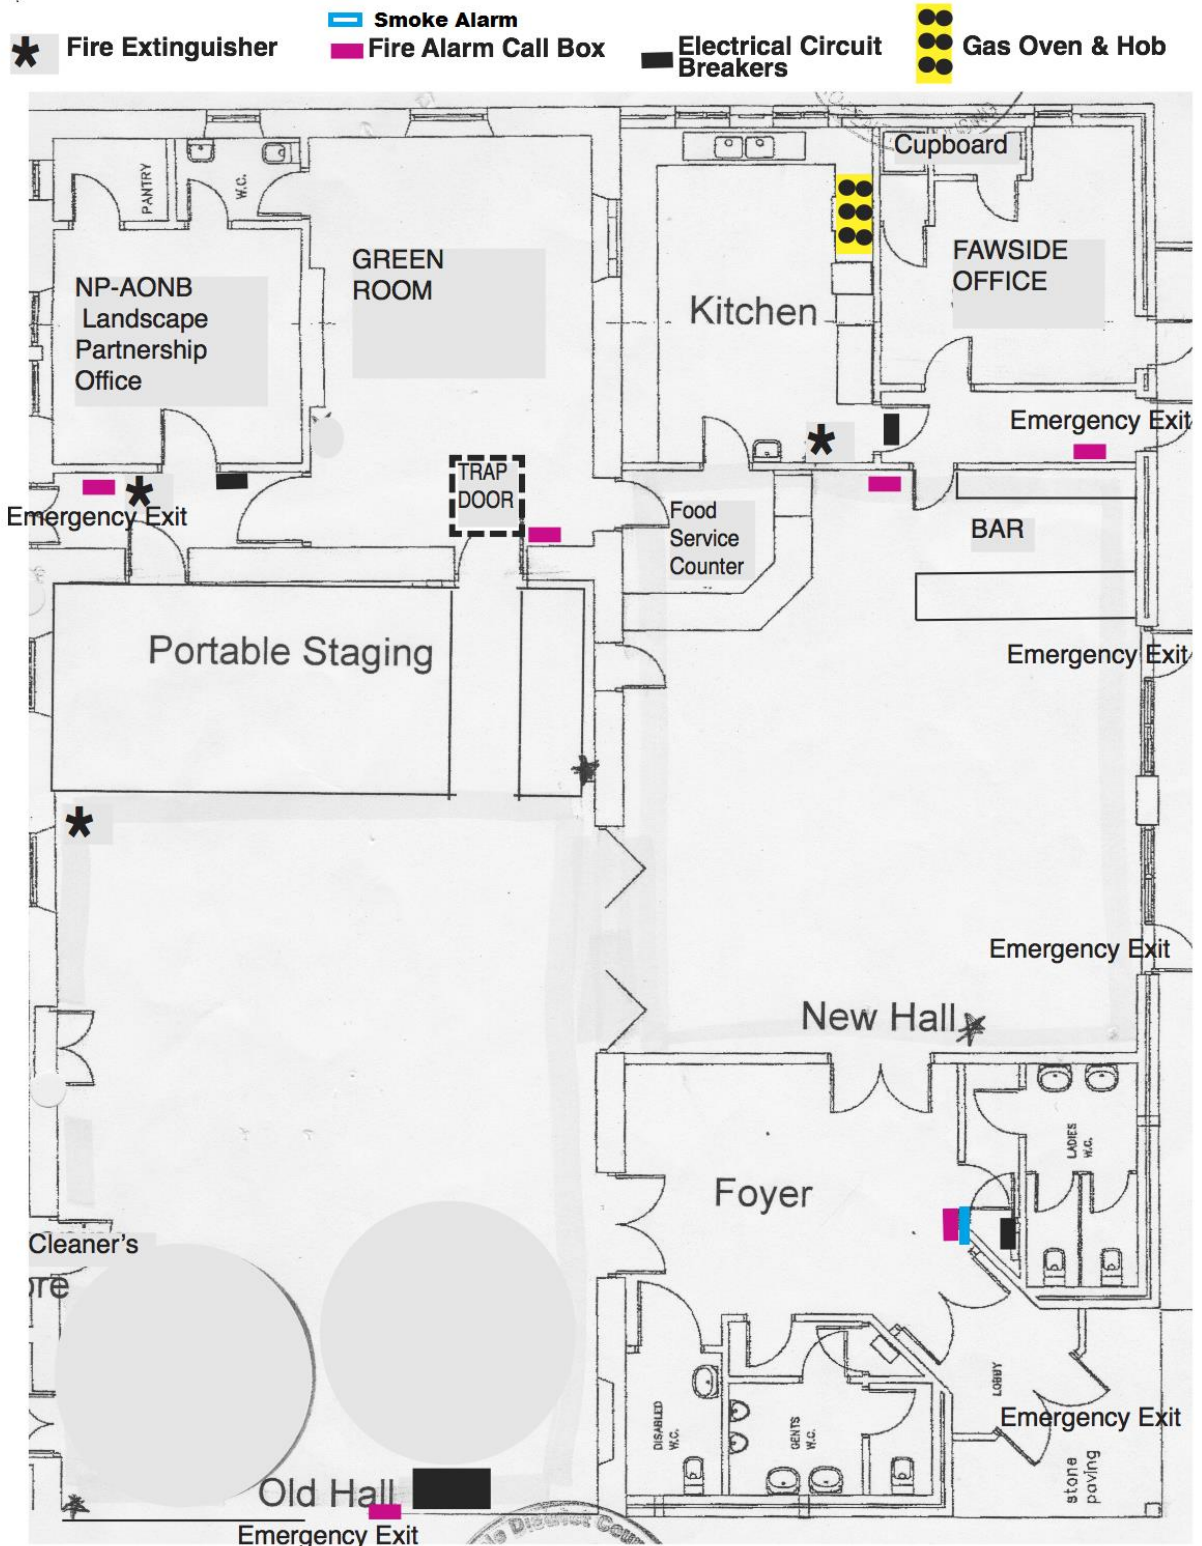 Smoke Alarm
Fire Extinguisher
Fire Alarm Call Box
Electrical Circuit
Breakers
Gas Oven & Hob
Cupboard
PANTRY
W.C.
GREEN
ROOM
FAWSIDE
OFFICE
NP-AONB
Landscape
Partnership
Office
Kitchen
Emergency Exit
TRAP
DOOR
Emergency Exit
Food
Service
Counter
BAR
Portable Staging
Emergency Exit
Emergency Exit
New Hall
LADIES
W.C.
Foyer
Cleaner's
ore
LOBBY
DISABLED
W.C.
GENTS
W.C.
Emergency Exit
stone
paving
Old Hall
Emergency Exit
District Coun